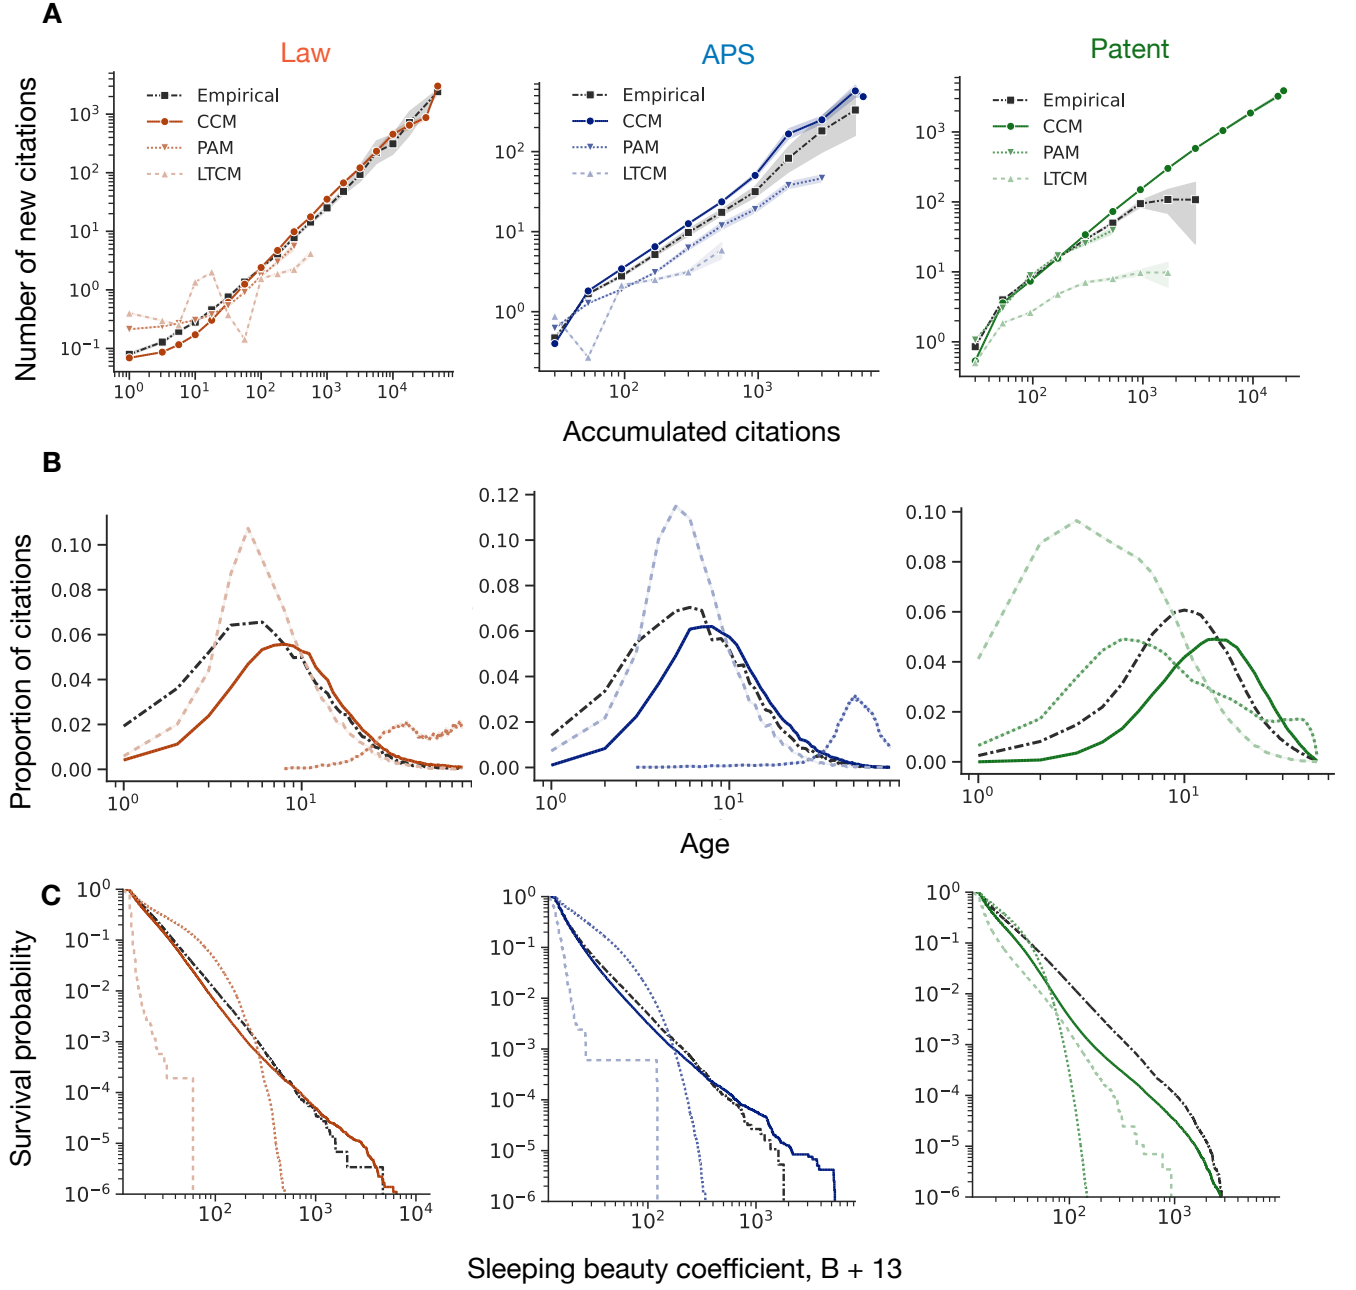 A
Law
APS
Patent
Number of new citations
Empirical
CCM
PAM
LTCM
10³
10²
10¹
10⁰
10⁻¹
10⁰ 10¹ 10² 10³ 10⁴
Empirical
CCM
PAM
LTCM
10²
10¹
10⁰
10² 10³
Empirical
CCM
PAM
LTCM
10³
10²
10¹
10⁰
10² 10³ 10⁴
Accumulated citations
B
Proportion of citations
0.10
0.08
0.06
0.04
0.02
0.00
10⁰ 10¹
0.12
0.10
0.08
0.06
0.04
0.02
0.00
10⁰ 10¹
0.10
0.08
0.06
0.04
0.02
0.00
10⁰ 10¹
Age
C
Survival probability
10⁰
10⁻¹
10⁻²
10⁻³
10⁻⁴
10⁻⁵
10⁻⁶
10² 10³ 10⁴
10⁰
10⁻¹
10⁻²
10⁻³
10⁻⁴
10⁻⁵
10⁻⁶
10² 10³
10⁰
10⁻¹
10⁻²
10⁻³
10⁻⁴
10⁻⁵
10⁻⁶
10² 10³
Sleeping beauty coefficient, B + 13